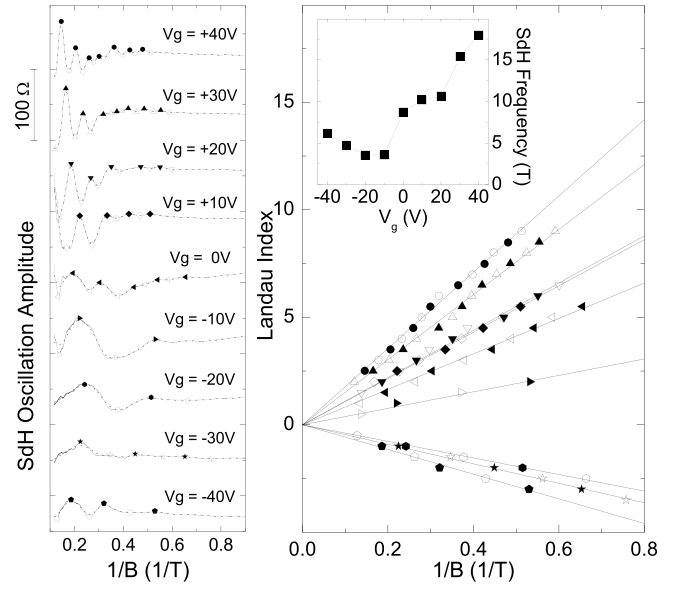 Vg = +40V
Vg = +30V
Vg = +20V
Vg = +10V
Vg = 0V
Vg = -10V
Vg = -20V
Vg = -30V
Vg = -40V
100 Ω
SdH Oscillation Amplitude
0.2 0.4 0.6 0.8
1/B (1/T)
Landau Index
15
10
5
0
0.0 0.2 0.4 0.6 0.8
1/B (1/T)
SdH Frequency (T)
15
10
5
0
-40 -20 0 20 40
Vg (V)